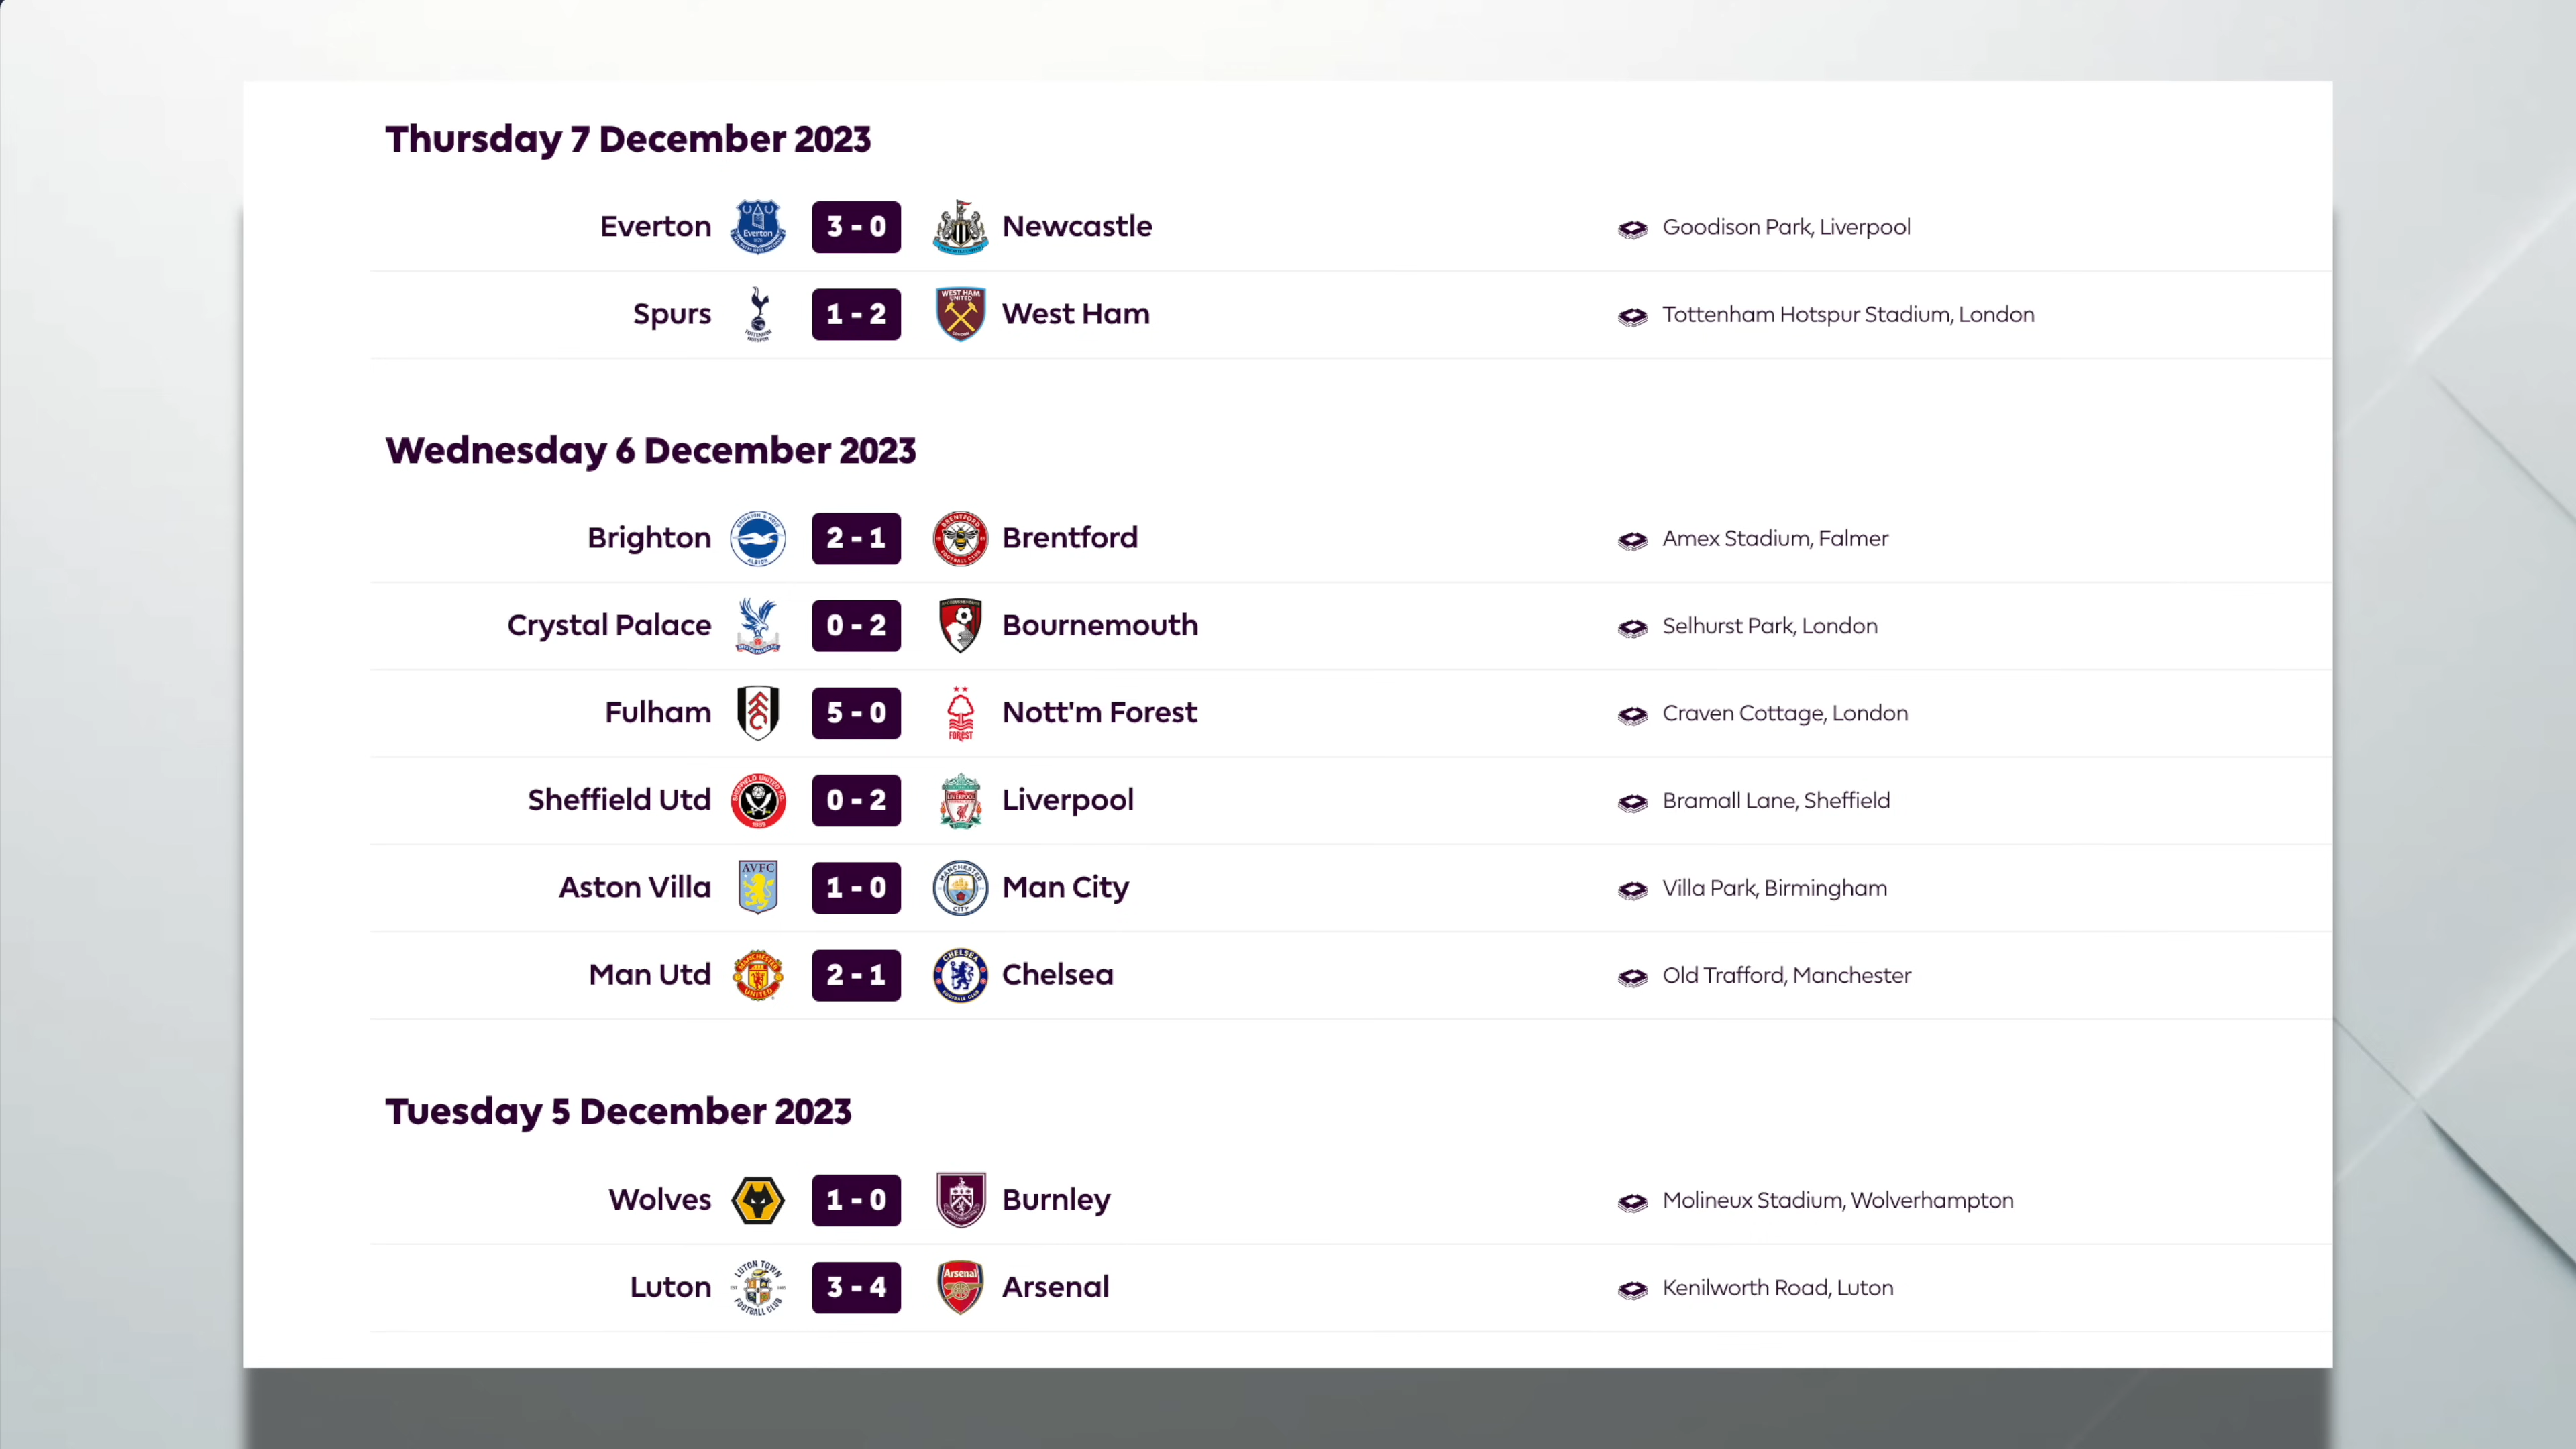 Thursday 7 December 2023
Everton 3 - 0 Newcastle Goodison Park, Liverpool
Spurs 1 - 2 West Ham Tottenham Hotspur Stadium, London
Wednesday 6 December 2023
Brighton 2 - 1 Brentford Amex Stadium, Falmer
Crystal Palace 0 - 2 Bournemouth Selhurst Park, London
Fulham 5 - 0 Nott'm Forest Craven Cottage, London
Sheffield Utd 0 - 2 Liverpool Bramall Lane, Sheffield
Aston Villa 1 - 0 Man City Villa Park, Birmingham
Man Utd 2 - 1 Chelsea Old Trafford, Manchester
Tuesday 5 December 2023
Wolves 1 - 0 Burnley Molineux Stadium, Wolverhampton
Luton 3 - 4 Arsenal Kenilworth Road, Luton